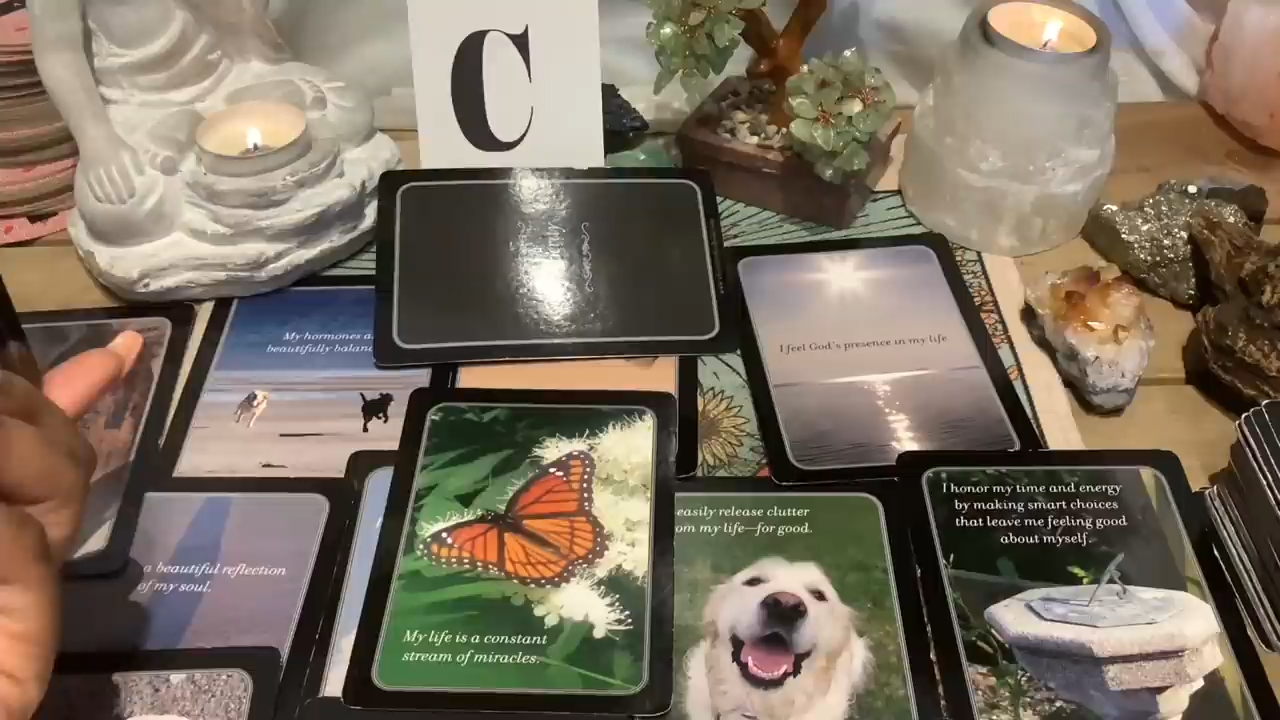 C
My hormones a
beautifully balan
I feel God's presence in my life
I honor my time and energy
by making smart choices
that leave me feeling good
about myself.
easily release clutter
om my life—for good.
a beautiful reflection
of my soul.
My life is a constant
stream of miracles.